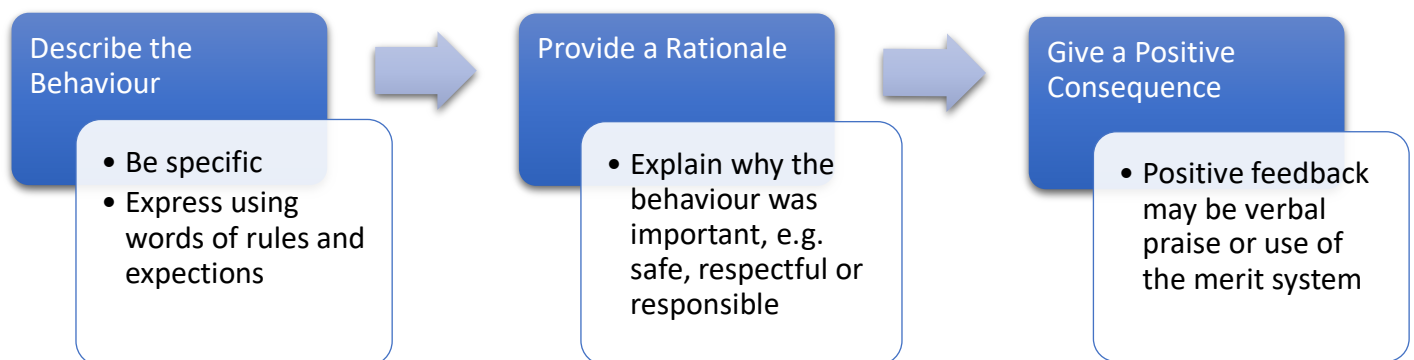 Describe the
Behaviour
• Be specific
• Express using
words of rules and
expections
Provide a Rationale
• Explain why the
behaviour was
important, e.g.
safe, respectful or
responsible
Give a Positive
Consequence
• Positive feedback
may be verbal
praise or use of
the merit system